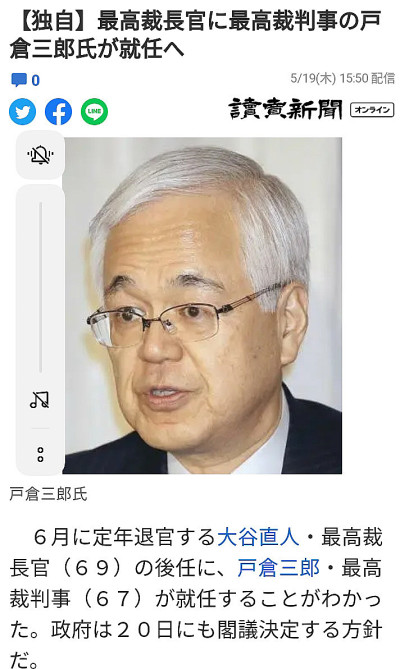 【独自】最高裁長官に最高裁判事の戸
倉三郎氏が就任へ
0
5/19(木) 15:50 配信
讀賣新聞 オンライン
LINE
戸倉三郎氏
６月に定年退官する大谷直人・最高裁
長官（６９）の後任に、戸倉三郎・最高
裁判事（６７）が就任することがわかっ
た。政府は２０日にも閣議決定する方針
だ。